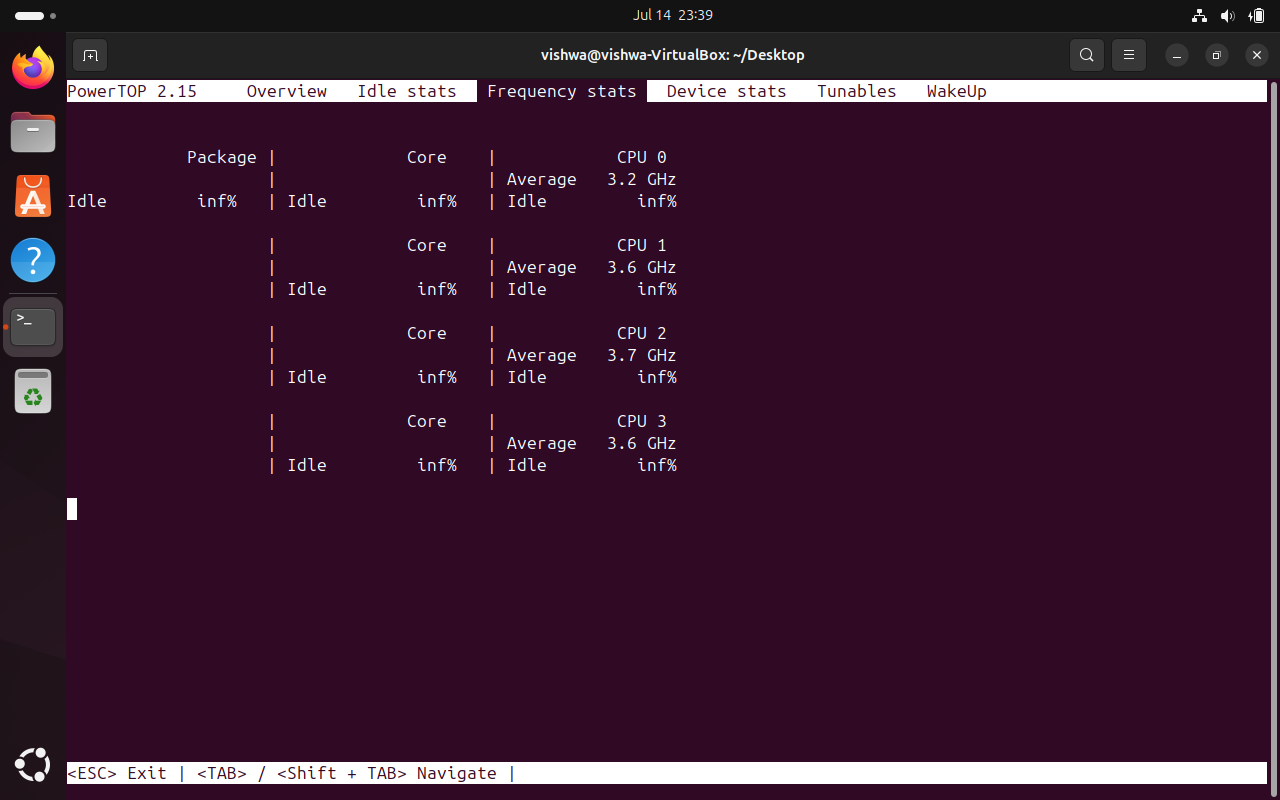 Jul 14 23:39
vishwa@vishwa-VirtualBox: ~/Desktop
PowerTOP 2.15     Overview   Idle stats   Frequency stats   Device stats   Tunables   WakeUp
            Package |             Core    |            CPU 0
                    |                     | Average   3.2 GHz
Idle         inf%   | Idle         inf%   | Idle         inf%
                    |             Core    |            CPU 1
                    |                     | Average   3.6 GHz
                    | Idle         inf%   | Idle         inf%
                    |             Core    |            CPU 2
                    |                     | Average   3.7 GHz
                    | Idle         inf%   | Idle         inf%
                    |             Core    |            CPU 3
                    |                     | Average   3.6 GHz
                    | Idle         inf%   | Idle         inf%
<ESC> Exit | <TAB> / <Shift + TAB> Navigate |